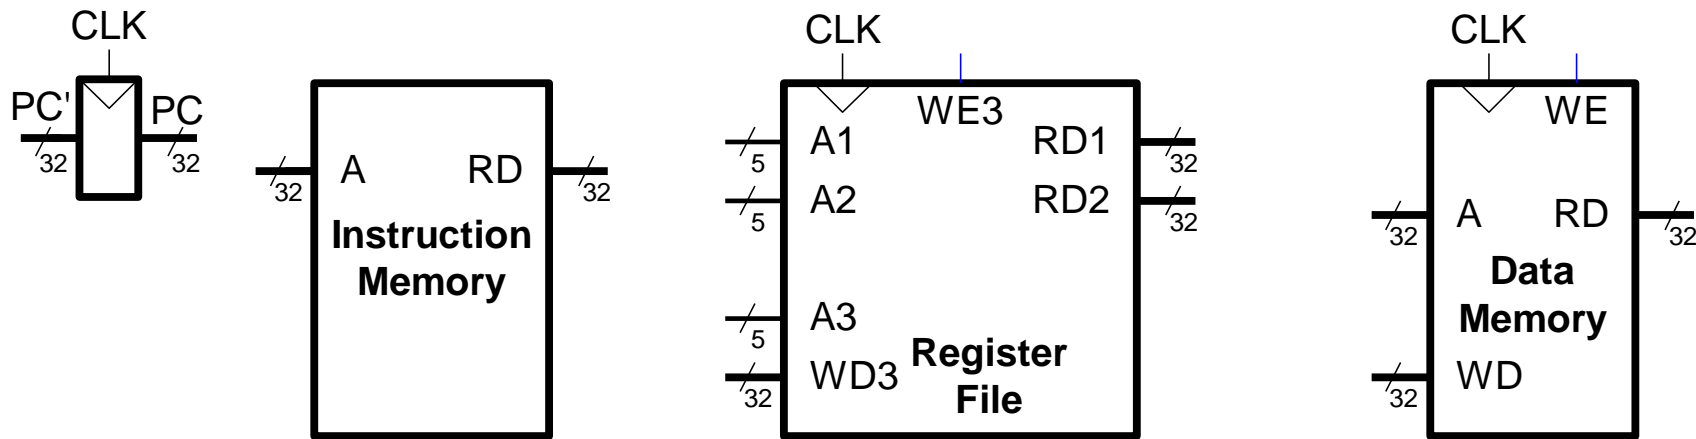 CLK
PC'
PC
32
32
A
RD
32
32
Instruction
Memory
CLK
WE3
A1
RD1
5
32
A2
RD2
5
32
A3
5
WD3
32
Register
File
CLK
WE
A
RD
32
32
Data
Memory
WD
32